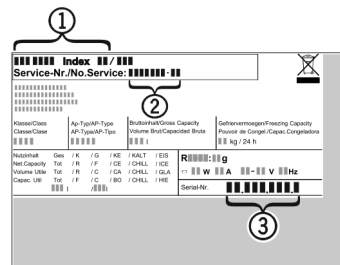 1
Index /
Service-Nr./No.Service: -
2
Klasse/Class
Classe/Clase
Ap-Typ/AP-Type
AP-Type/AP-Tipo
Bruttoinhalt/Gross Capacity
Volume Brut/Capacidad Bruta
l
Gefriervermoegen/Freezing Capacity
Pouvoir de Congel./Capac.Congeladora
kg / 24 h
Nutzinhalt Ges / K / G / KE / KALT / EIS
Net Capacity Tot / R / F / CE / CHILL / ICE
Volume Utile Tot / R / C / CA / CHILL / GLA
Capac. Util Tot / F / C / BO / CHILL / HIE
l / l
R : g
W A - V Hz
Serial-Nr. . . .
3